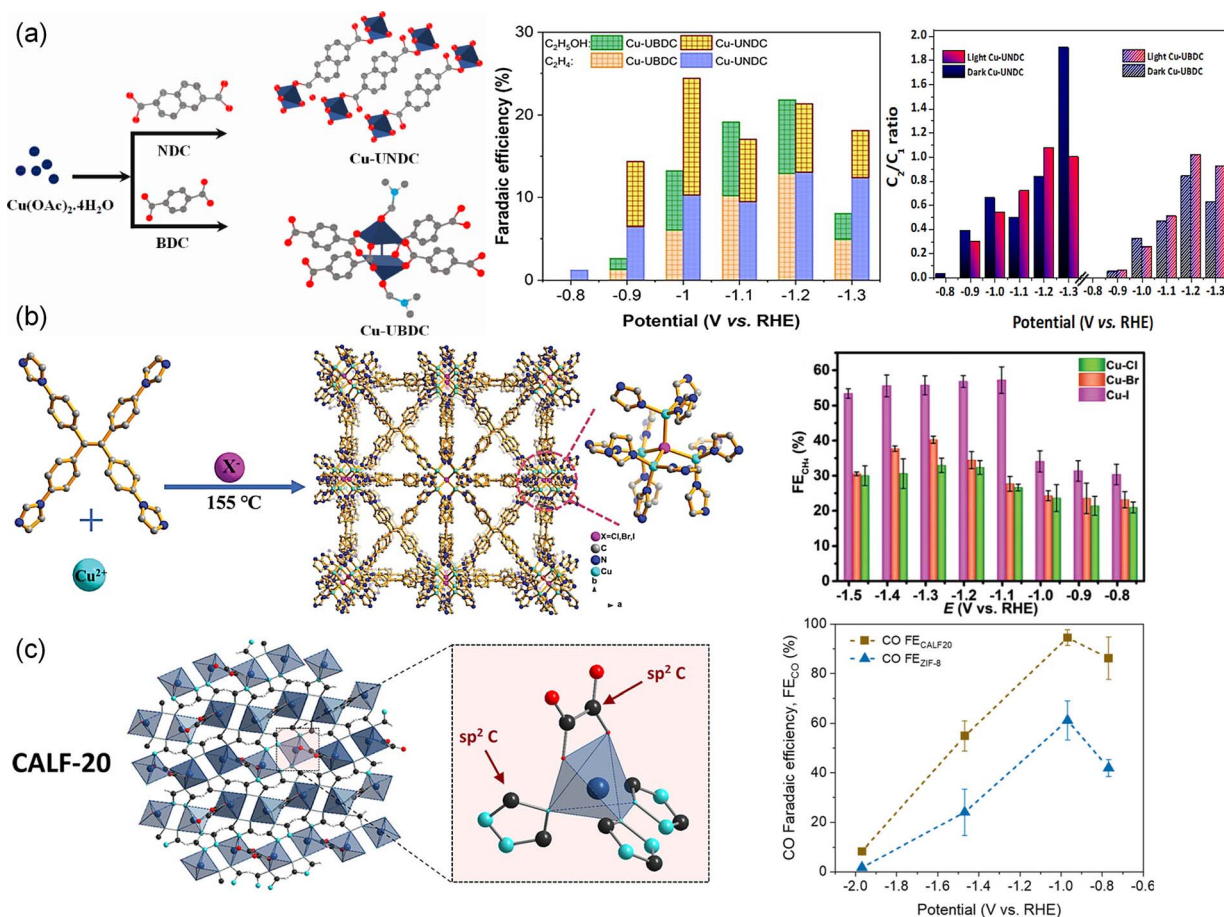 (a)
NDC
Cu(OAc)₂.4H₂O
BDC
Cu-UNDC
Cu-UBDC
Faradaic efficiency (%)
30
20
10
0
C₂H₅OH: Cu-UBDC Cu-UNDC
C₂H₄: Cu-UBDC Cu-UNDC
-0.8 -0.9 -1 -1.1 -1.2 -1.3
Potential (V vs. RHE)
C₂/C₁ ratio
2.0
1.8
1.6
1.4
1.2
1.0
0.8
0.6
0.4
0.2
0.0
Light Cu-UNDC
Dark Cu-UNDC
Light Cu-UBDC
Dark Cu-UBDC
-0.8 -0.9 -1.0 -1.1 -1.2 -1.3 -0.8 -0.9 -1.0 -1.1 -1.2 -1.3
Potential (V vs. RHE)
(b)
+
Cu²⁺
X⁻
155 ℃
X=Cl,Br,I
C
N
Cu
b
a
FE_CH₄ (%)
60
50
40
30
20
10
0
Cu-Cl
Cu-Br
Cu-I
-1.5 -1.4 -1.3 -1.2 -1.1 -1.0 -0.9 -0.8
E (V vs. RHE)
(c)
CALF-20
sp² C
sp² C
CO Faradaic efficiency, FE_CO (%)
100
80
60
40
20
0
CO FE_CALF20
CO FE_ZIF-8
-2.0 -1.8 -1.6 -1.4 -1.2 -1.0 -0.8 -0.6
Potential (V vs. RHE)